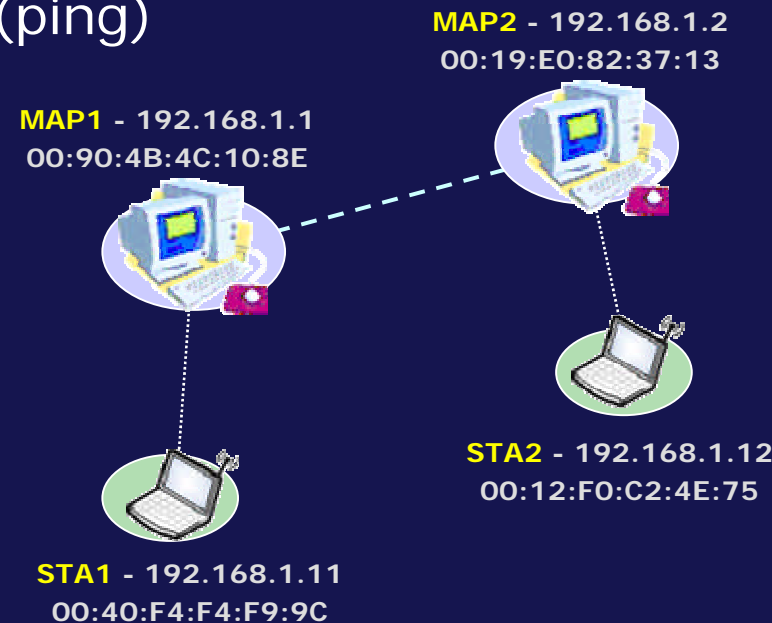 (ping)
MAP2 - 192.168.1.2
00:19:E0:82:37:13
MAP1 - 192.168.1.1
00:90:4B:4C:10:8E
STA2 - 192.168.1.12
00:12:F0:C2:4E:75
STA1 - 192.168.1.11
00:40:F4:F4:F9:9C